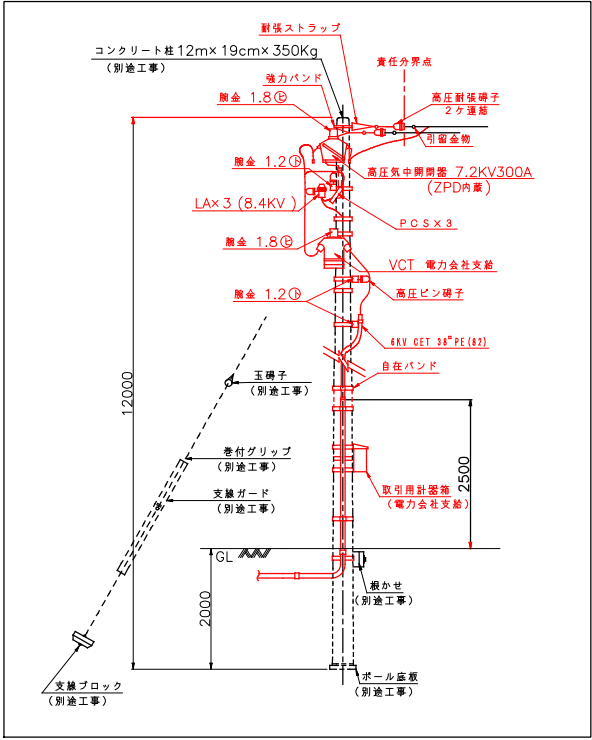 耐張ストラップ
コンクリート柱12m×19cm×350Kg
(別途工事)
責任分界点
強力バンド
腕金 1.8㋪
高圧耐張碍子
2ケ連結
引留金物
腕金 1.2㋣
高圧気中開閉器 7.2KV300A
(ZPD内蔵)
LA×3 (8.4KV )
PCS×3
腕金 1.8㋪
VCT 電力会社支給
腕金 1.2㋣
高圧ピン碍子
6KV CET 38□PE(82)
自在バンド
玉碍子
(別途工事)
12000
巻付グリップ
(別途工事)
支線ガード
(別途工事)
2500
取引用計器箱
(電力会社支給)
GL
2000
根かせ
(別途工事)
支線ブロック
(別途工事)
ポール底板
(別途工事)